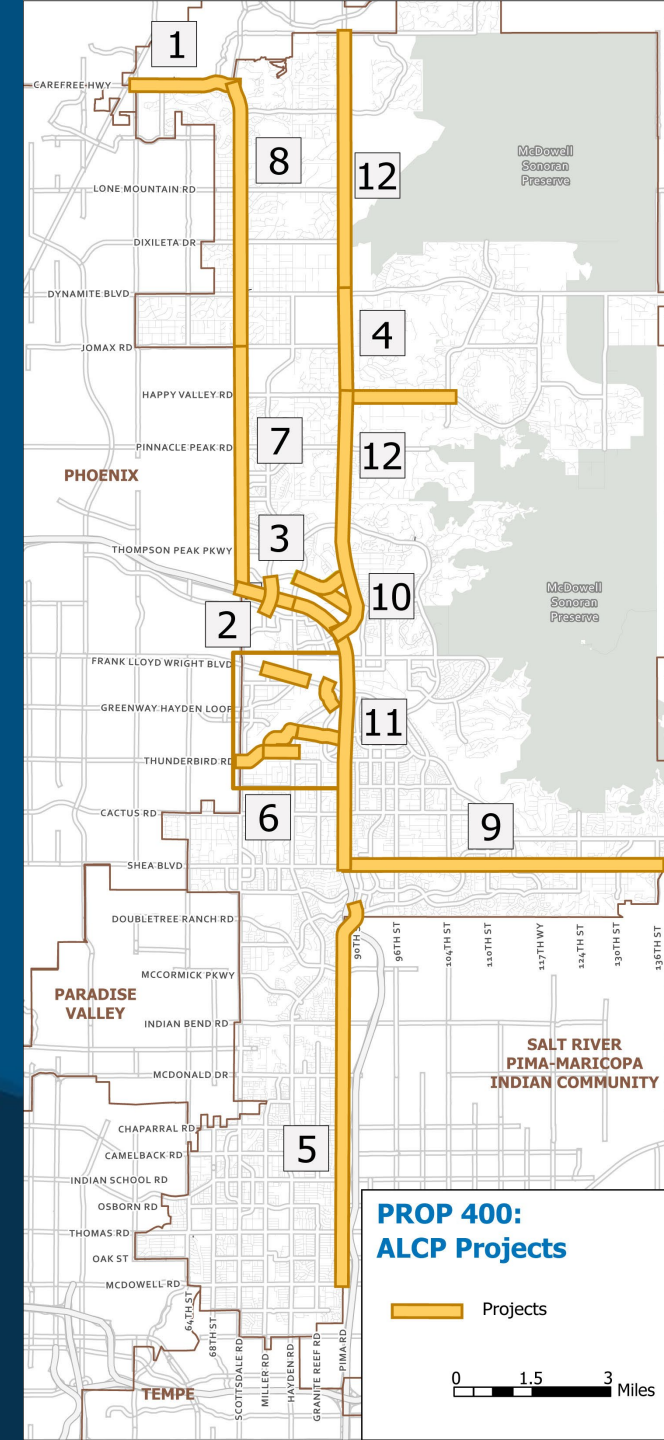 1
CAREFREE HWY
8
12
McDowell
Sonoran
Preserve
LONE MOUNTAIN RD
DIXILETA DR
DYNAMITE BLVD
4
JOMAX RD
HAPPY VALLEY RD
7
12
PINNACLE PEAK RD
PHOENIX
3
THOMPSON PEAK PKWY
10
McDowell
Sonoran
Preserve
2
FRANK LLOYD WRIGHT BLVD
GREENWAY HAYDEN LOOP
11
THUNDERBIRD RD
6
9
CACTUS RD
SHEA BLVD
DOUBLETREE RANCH RD
90TH S
96TH ST
104TH ST
110TH ST
117TH WY
124TH ST
130TH ST
136TH ST
MCCORMICK PKWY
PARADISE
VALLEY
INDIAN BEND RD
SALT RIVER
PIMA-MARICOPA
INDIAN COMMUNITY
MCDONALD DR
CHAPARRAL RD
5
CAMELBACK RD
INDIAN SCHOOL RD
OSBORN RD
THOMAS RD
OAK ST
MCDOWELL RD
64TH ST
68TH ST
SCOTTSDALE RD
MILLER RD
HAYDEN RD
GRANITE REEF RD
PIMA RD
TEMPE
PROP 400:
ALCP Projects
Projects
0 1.5 3 Miles